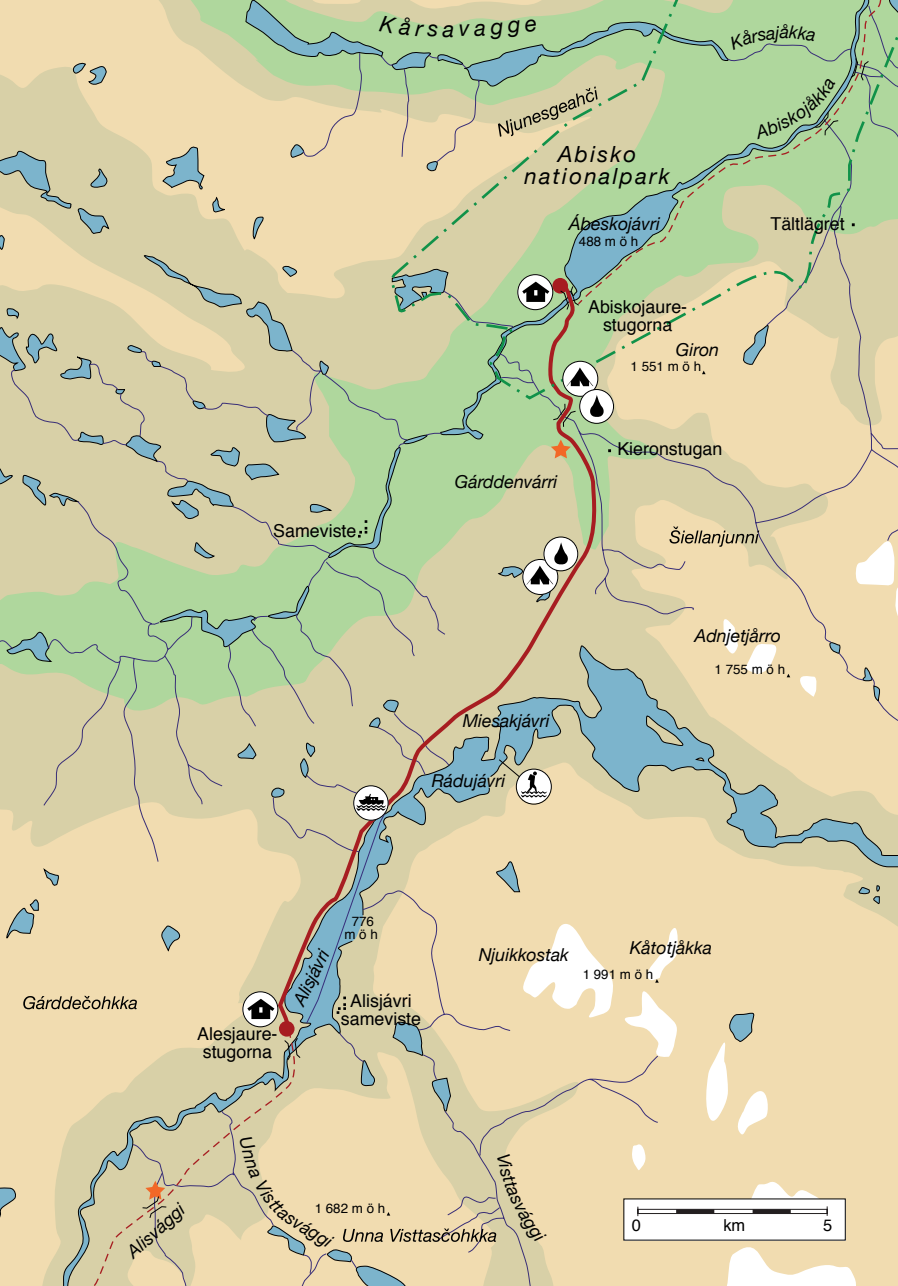 Kårsavagge
Kårsajåkka
Njunesgeahči
Abiskojåkka
Abisko
nationalpark
Ábeskojávri
488 m ö h
Tältlägret
Abiskojaure-
stugorna
Giron
1 551 m ö h
Kieronstugan
Gárddenvárri
Sameviste
Šiellanjunni
Adnjetjårro
1 755 m ö h
Miesakjávri
Rádujávri
776
m ö h
Alisjávri
Njuikkostak
Kåtotjåkka
1 991 m ö h
Gárddečohkka
Alisjávri
sameviste
Alesjaure-
stugorna
Unna Visttasvággi
Visttasvággi
Alisvággi
1 682 m ö h
Unna Visttasčohkka
0 km 5